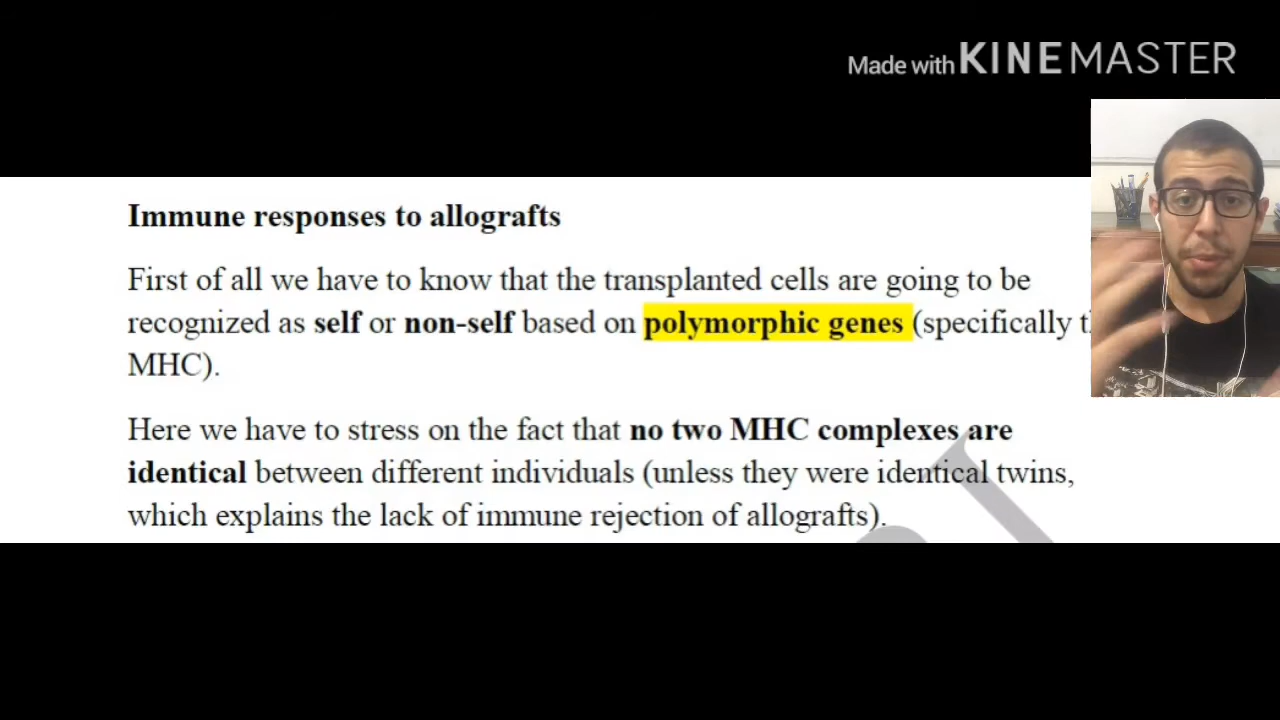 Made with KINEMASTER
Immune responses to allografts
First of all we have to know that the transplanted cells are going to be
recognized as self or non-self based on polymorphic genes (specifically
MHC).
Here we have to stress on the fact that no two MHC complexes are
identical between different individuals (unless they were identical twins,
which explains the lack of immune rejection of allografts).